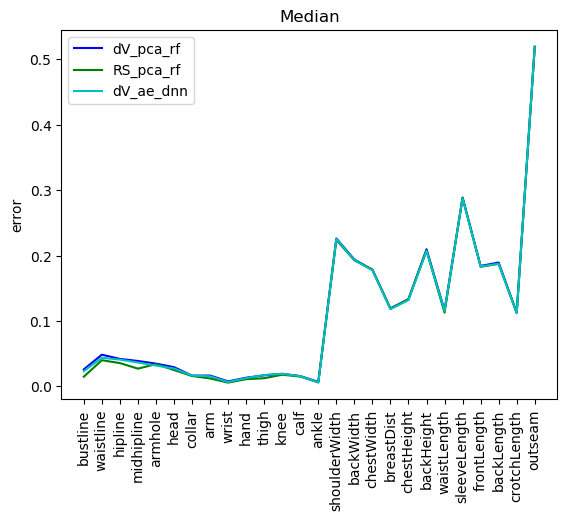 Median
dV_pca_rf
RS_pca_rf
dV_ae_dnn
error
0.5
0.4
0.3
0.2
0.1
0.0
bustline
waistline
hipline
midhipline
armhole
head
collar
arm
wrist
hand
thigh
knee
calf
ankle
shoulderWidth
backWidth
chestWidth
breastDist
chestHeight
backHeight
waistLength
sleeveLength
frontLength
backLength
crotchLength
outseam